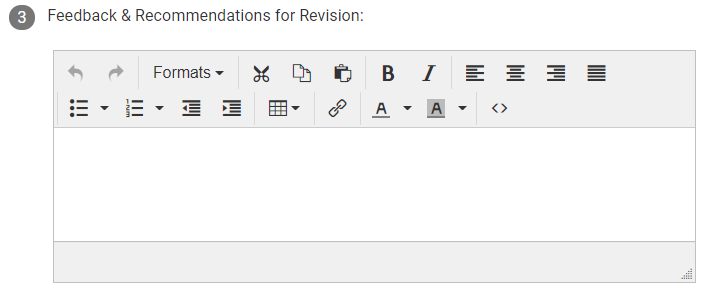 3 Feedback & Recommendations for Revision:
Formats B I
A A <>